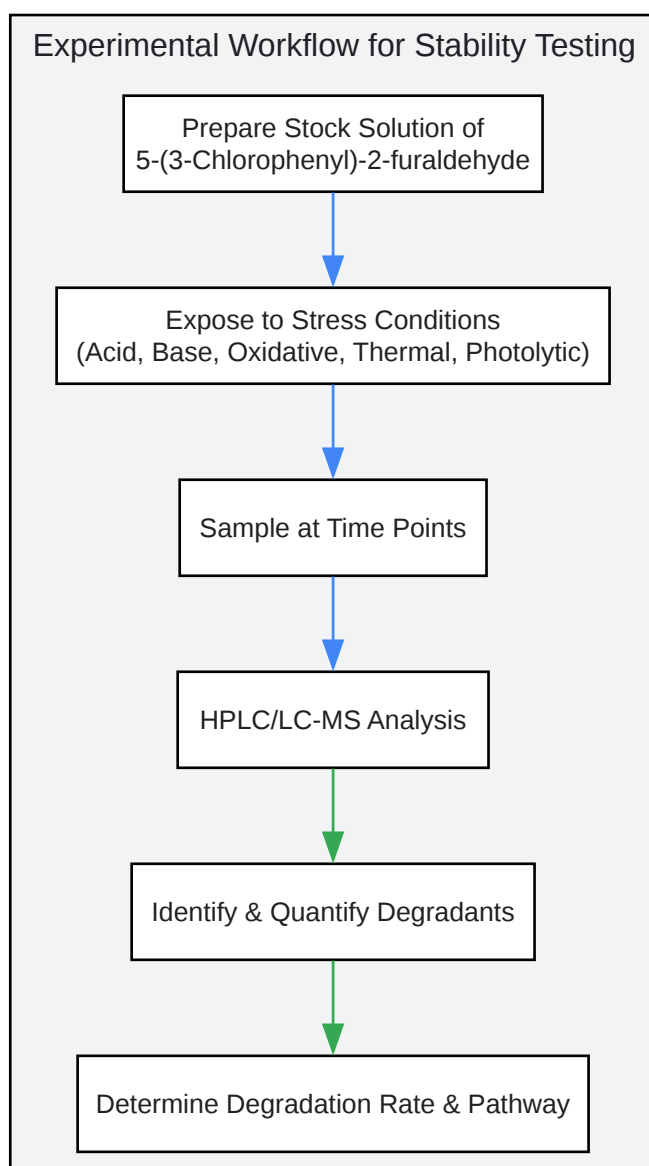 Experimental Workflow for Stability Testing
Prepare Stock Solution of
5-(3-Chlorophenyl)-2-furaldehyde
Expose to Stress Conditions
(Acid, Base, Oxidative, Thermal, Photolytic)
Sample at Time Points
HPLC/LC-MS Analysis
Identify & Quantify Degradants
Determine Degradation Rate & Pathway